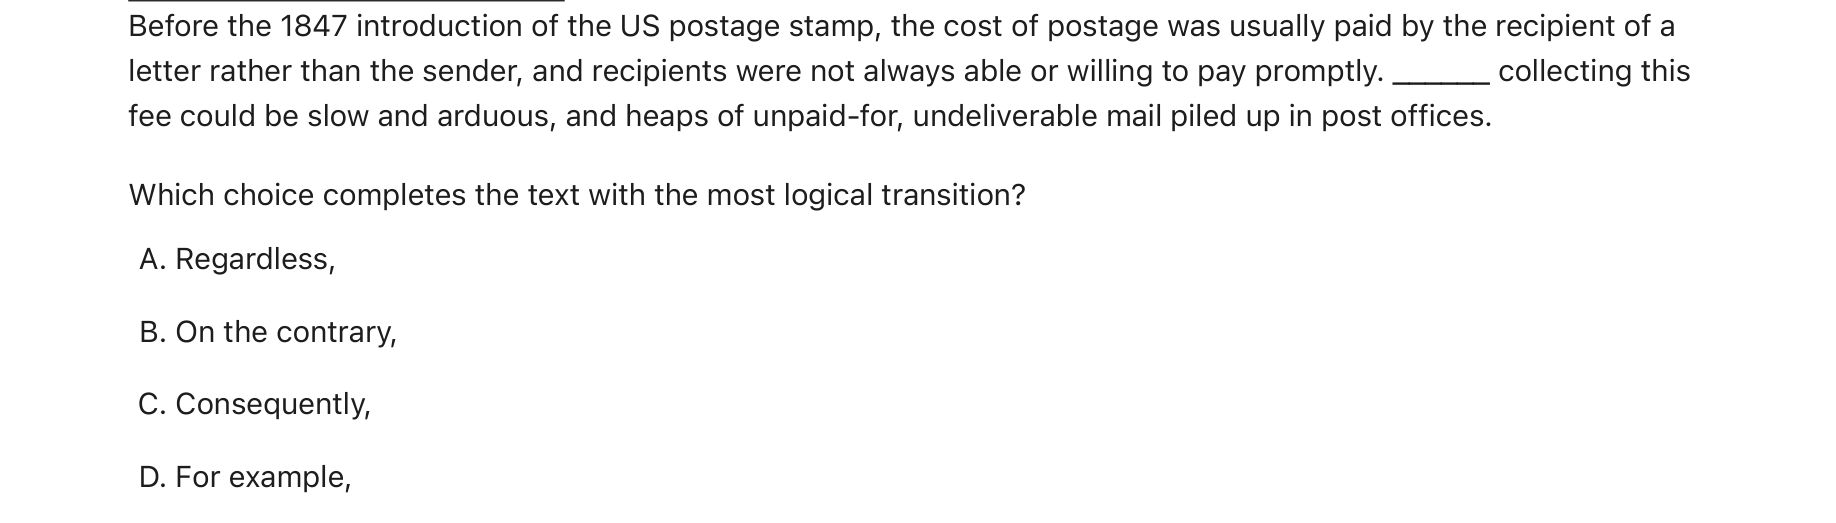 Before the 1847 introduction of the US postage stamp, the cost of postage was usually paid by the recipient of a
letter rather than the sender, and recipients were not always able or willing to pay promptly. ______ collecting this
fee could be slow and arduous, and heaps of unpaid-for, undeliverable mail piled up in post offices.
Which choice completes the text with the most logical transition?
A. Regardless,
B. On the contrary,
C. Consequently,
D. For example,